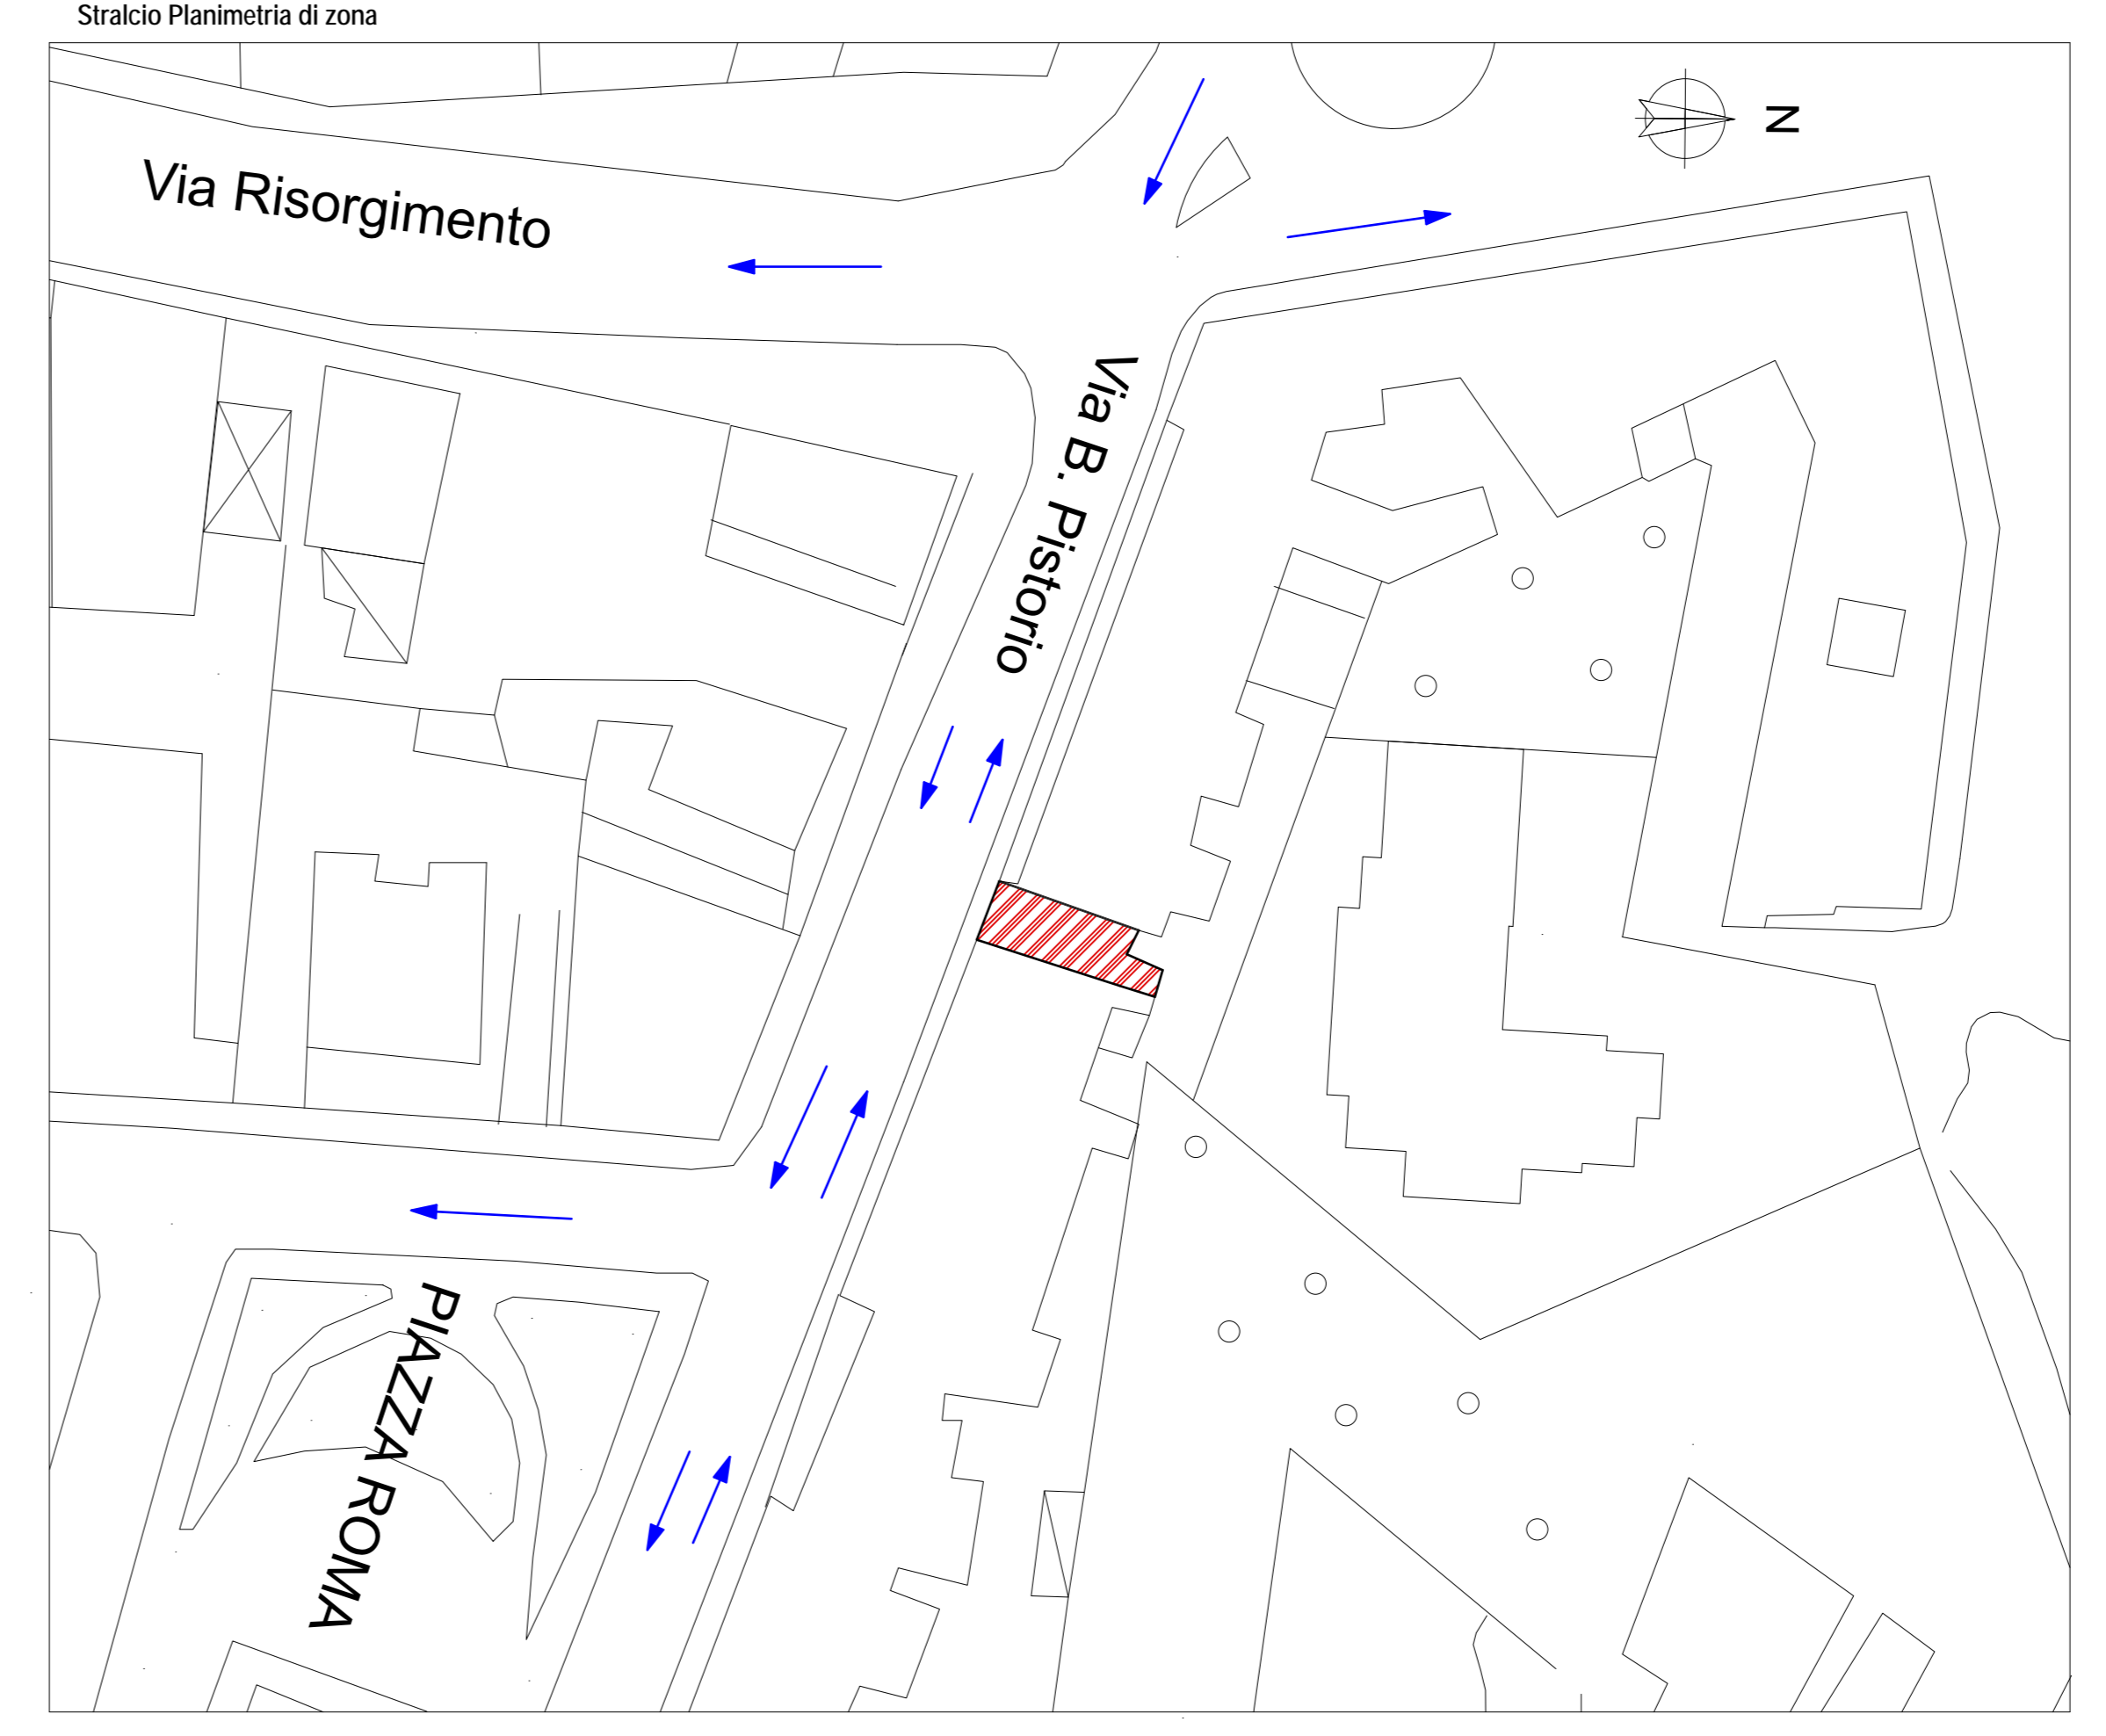 Stralcio Planimetria di zona
N
Via Risorgimento
Via B. Pistorio
PIAZZA ROMA